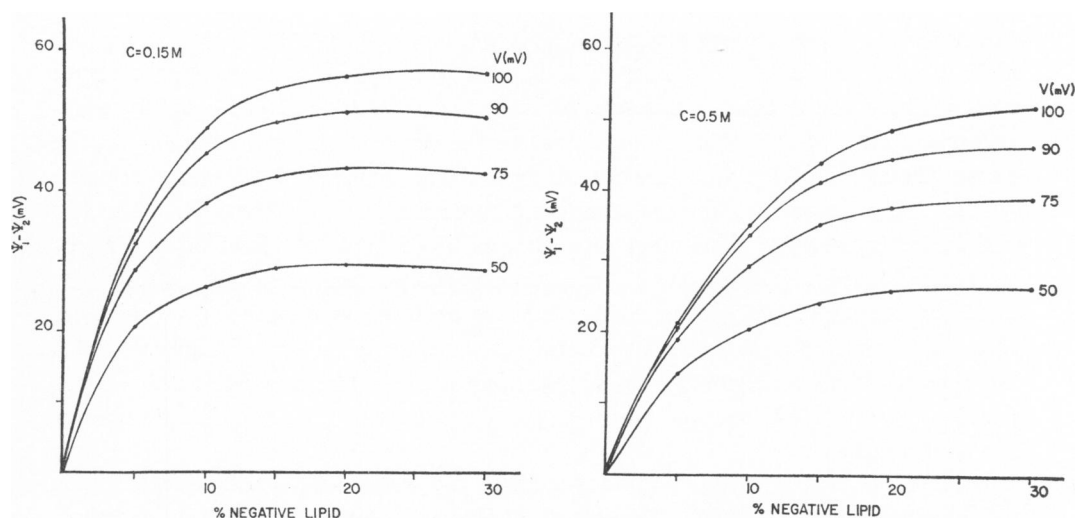 60
C=0.15M
V(mV)
100
90
40
75
Ψ₁-Ψ₂(mV)
50
20
10
20
30
% NEGATIVE LIPID
60
V(mV)
C=0.5M
100
90
40
75
Ψ₁-Ψ₂ (mV)
50
20
10
20
30
% NEGATIVE LIPID